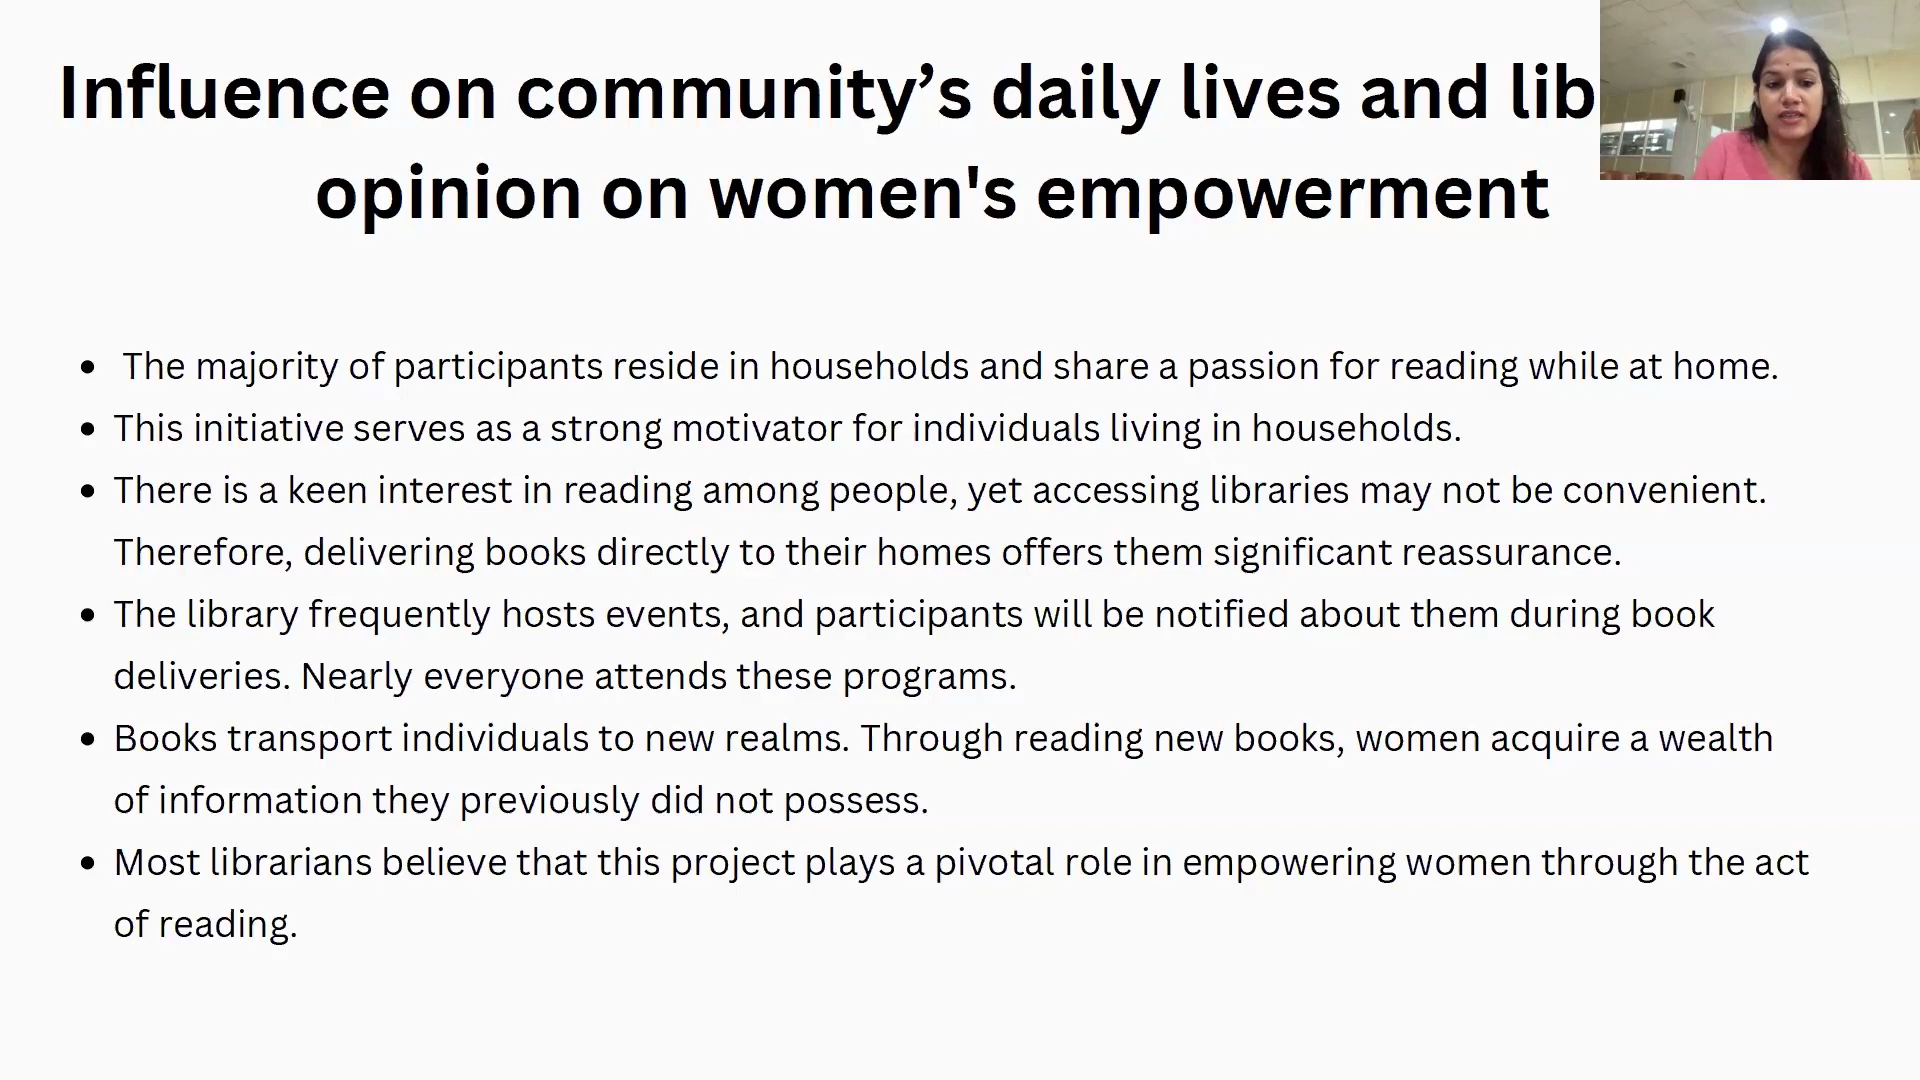 Influence on community’s daily lives and lib
opinion on women's empowerment
• The majority of participants reside in households and share a passion for reading while at home.
• This initiative serves as a strong motivator for individuals living in households.
• There is a keen interest in reading among people, yet accessing libraries may not be convenient.
Therefore, delivering books directly to their homes offers them significant reassurance.
• The library frequently hosts events, and participants will be notified about them during book
deliveries. Nearly everyone attends these programs.
• Books transport individuals to new realms. Through reading new books, women acquire a wealth
of information they previously did not possess.
• Most librarians believe that this project plays a pivotal role in empowering women through the act
of reading.